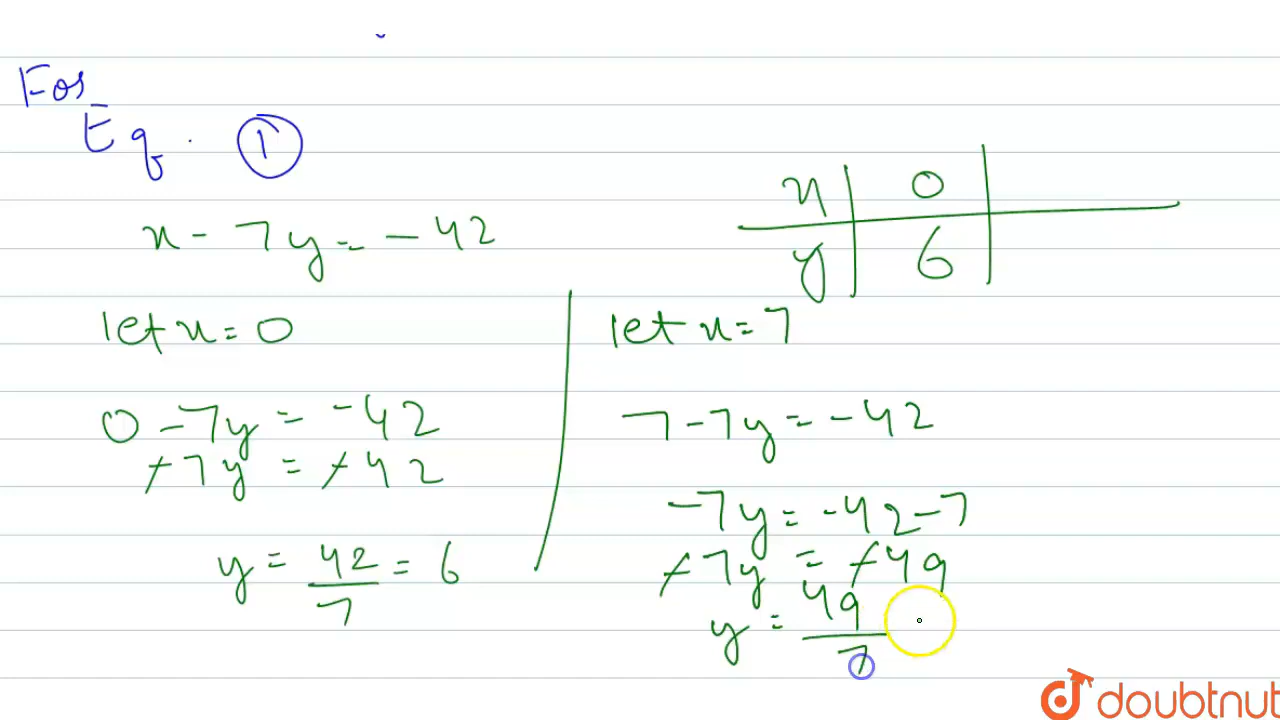 For
Eq. 1
x - 7y = - 42
x 0
y 6
let x = 0
0 - 7y = -42
-7y = -42
y = 42/7 = 6
let x = 7
7 - 7y = - 42
-7y = -42 - 7
-7y = -49
y = 49/7
doubtnut